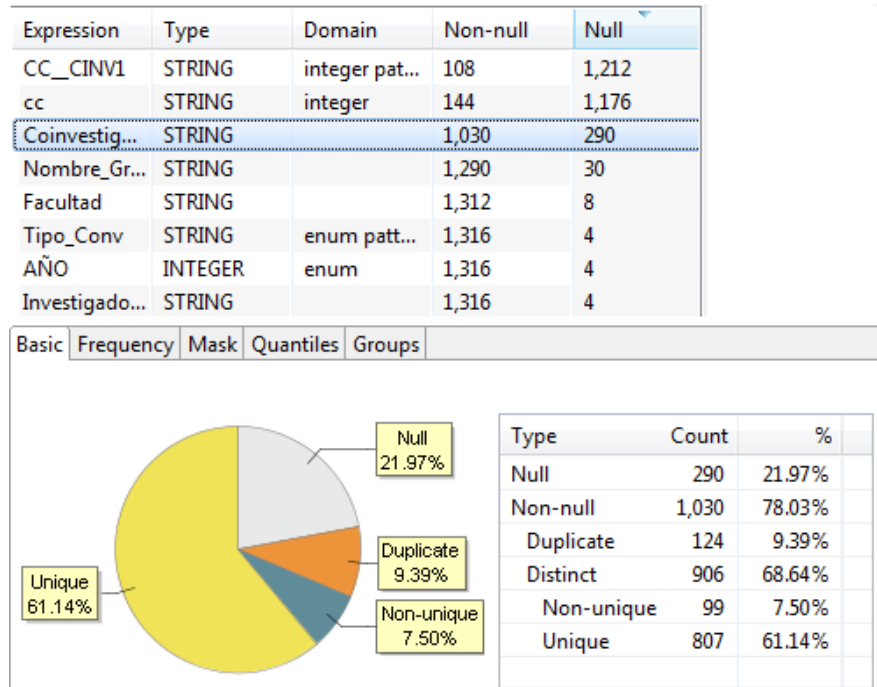 Expression Type Domain Non-null Null
CC__CINV1 STRING integer pat... 108 1,212
cc STRING integer 144 1,176
Coinvestig... STRING 1,030 290
Nombre_Gr... STRING 1,290 30
Facultad STRING 1,312 8
Tipo_Conv STRING enum patt... 1,316 4
AÑO INTEGER enum 1,316 4
Investigado... STRING 1,316 4
Basic Frequency Mask Quantiles Groups
Null
21.97%
Duplicate
9.39%
Non-unique
7.50%
Unique
61.14%
Type Count %
Null 290 21.97%
Non-null 1,030 78.03%
Duplicate 124 9.39%
Distinct 906 68.64%
Non-unique 99 7.50%
Unique 807 61.14%